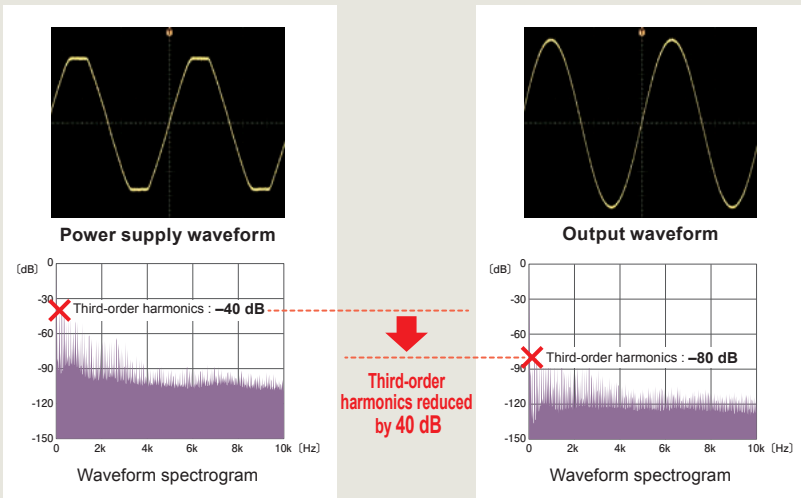 Power supply waveform
[dB]
0
-30
-60
-90
-120
-150
Third-order harmonics : –40 dB
0 2k 4k 6k 8k 10k [Hz]
Waveform spectrogram
Third-order
harmonics reduced
by 40 dB
Output waveform
[dB]
0
-30
-60
-90
-120
-150
Third-order harmonics : –80 dB
0 2k 4k 6k 8k 10k [Hz]
Waveform spectrogram